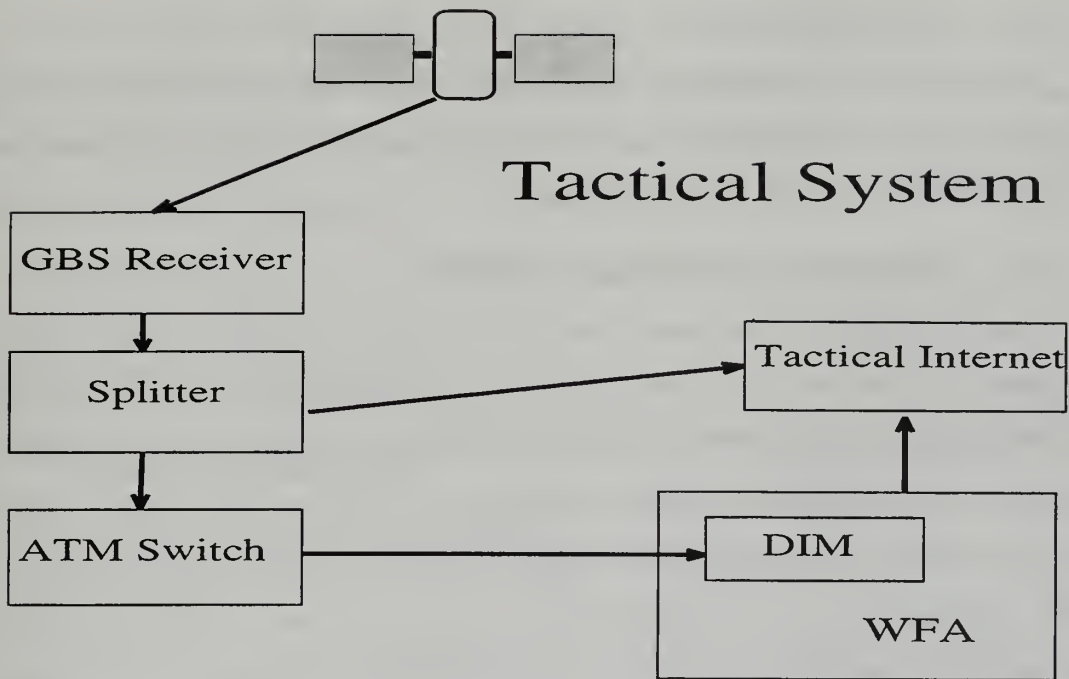 Tactical System
GBS Receiver
Splitter
Tactical Internet
ATM Switch
DIM
WFA